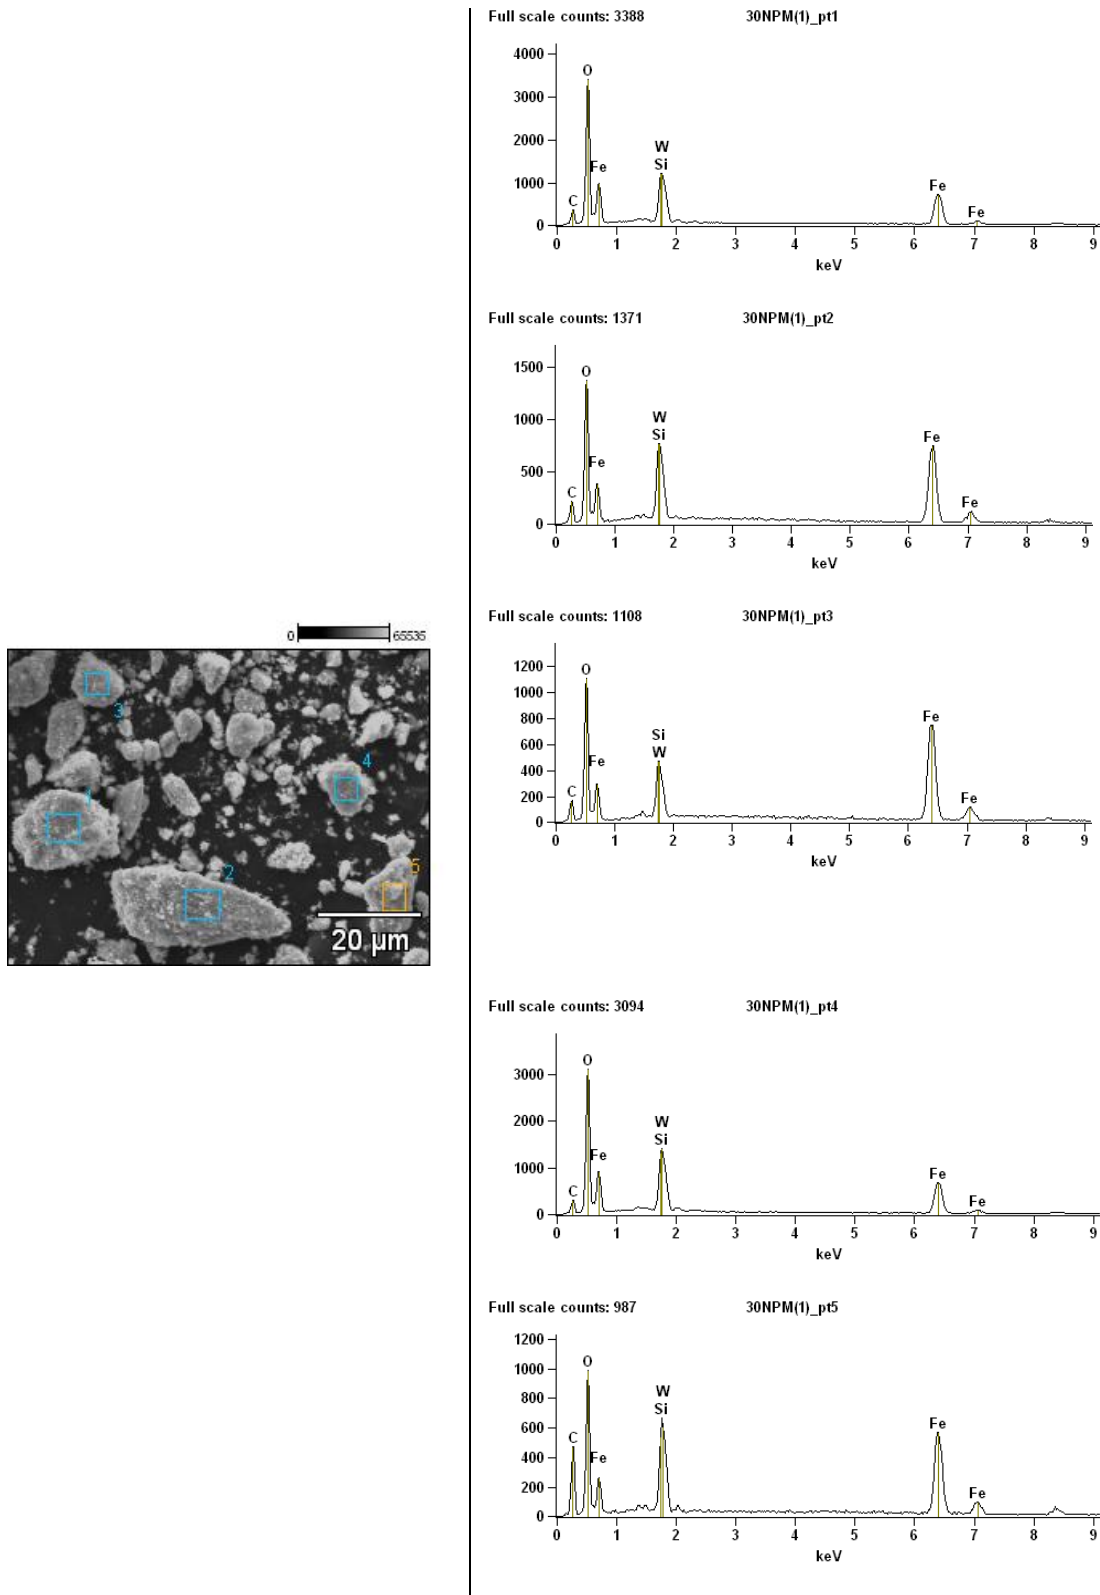 Full scale counts: 3388 30NPM(1)_pt1
4000
3000
2000
1000
0
O
Fe
C
W
Si
Fe
Fe
0 1 2 3 4 5 6 7 8 9
keV
Full scale counts: 1371 30NPM(1)_pt2
1500
1000
500
0
O
Fe
C
W
Si
Fe
Fe
0 1 2 3 4 5 6 7 8 9
keV
Full scale counts: 1108 30NPM(1)_pt3
1200
1000
800
600
400
200
0
O
Fe
C
Si
W
Fe
Fe
0 1 2 3 4 5 6 7 8 9
keV
0 65535
3
4
1
2
5
20 µm
Full scale counts: 3094 30NPM(1)_pt4
3000
2000
1000
0
O
Fe
C
W
Si
Fe
Fe
0 1 2 3 4 5 6 7 8 9
keV
Full scale counts: 987 30NPM(1)_pt5
1200
1000
800
600
400
200
0
O
C
Fe
W
Si
Fe
Fe
0 1 2 3 4 5 6 7 8 9
keV